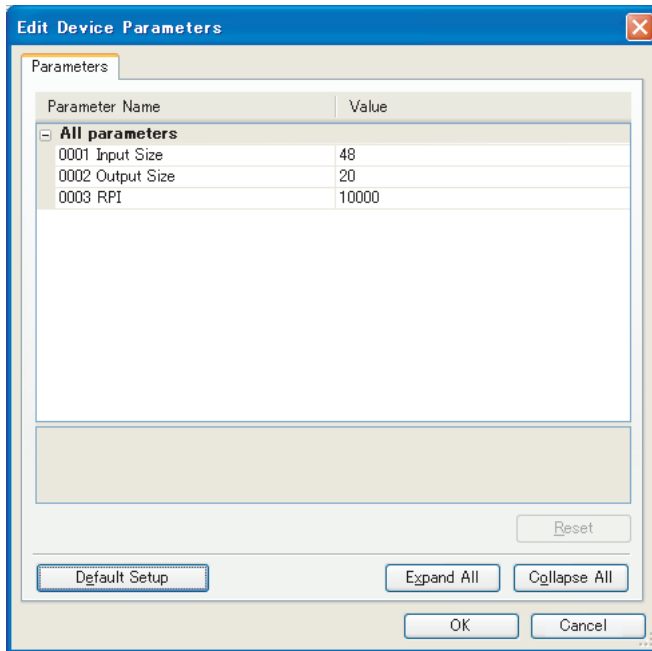 Edit Device Parameters
Parameters
Parameter Name Value
All parameters
0001 Input Size 48
0002 Output Size 20
0003 RPI 10000
Reset
Default Setup Expand All Collapse All
OK Cancel